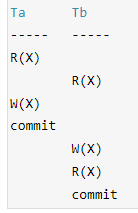 Ta Tb
----- -----
R(X)
R(X)
W(X)
commit
W(X)
R(X)
commit